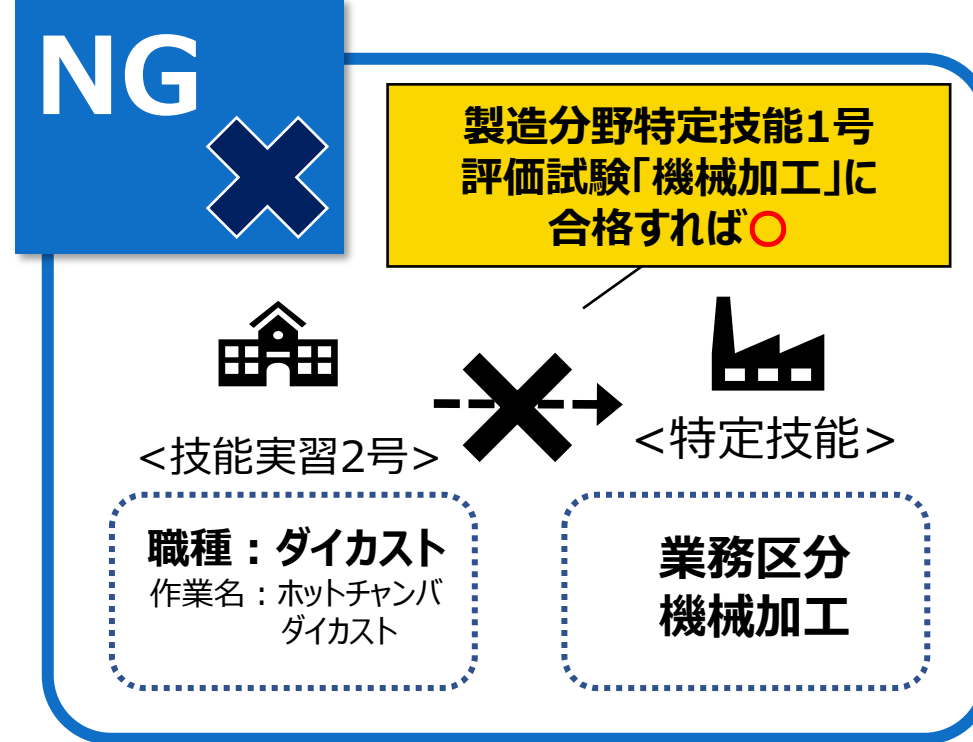 NG
製造分野特定技能1号
評価試験「機械加工」に
合格すれば〇
<技能実習2号>
<特定技能>
職種：ダイカスト
作業名：ホットチャンバ
ダイカスト
業務区分
機械加工